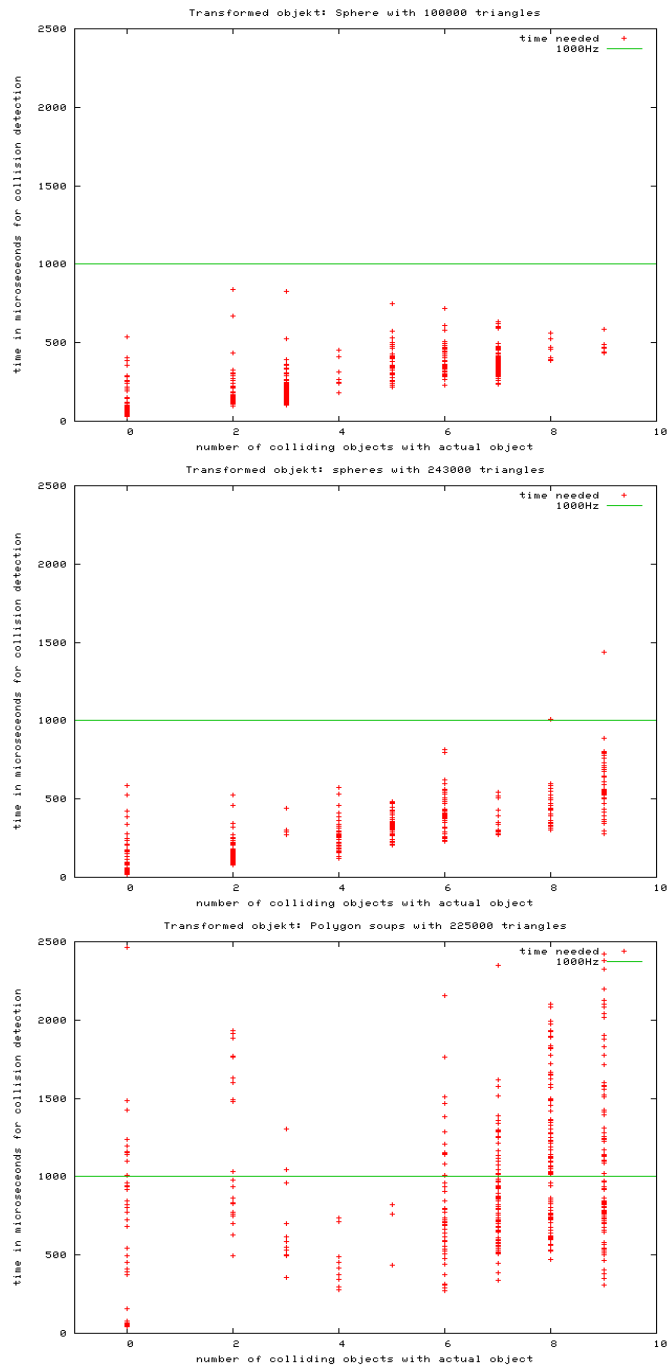 Transformed objekt: Sphere with 100000 triangles
2500
time needed
1000Hz
2000
1500
1000
500
0
time in microseceonds for collision detection
0 2 4 6 8 10
number of colliding objects with actual object
Transformed objekt: spheres with 243000 triangles
2500
time needed
1000Hz
2000
1500
1000
500
0
time in microseceonds for collision detection
0 2 4 6 8 10
number of colliding objects with actual object
Transformed objekt: Polygon soups with 225000 triangles
2500
time needed
1000Hz
2000
1500
1000
500
0
time in microseceonds for collision detection
0 2 4 6 8 10
number of colliding objects with actual object